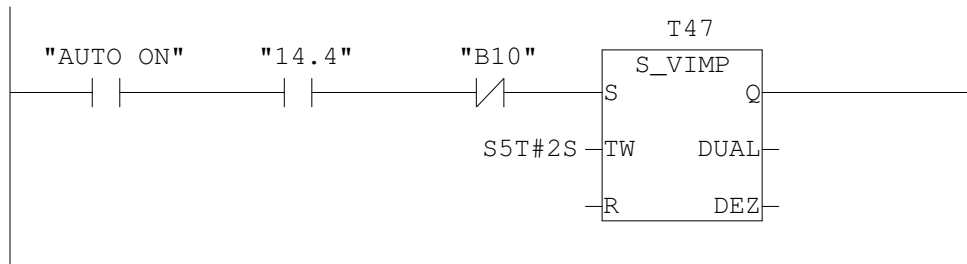 T47
"AUTO ON" "14.4" "B10" S_VIMP
S Q
S5T#2S TW DUAL
R DEZ